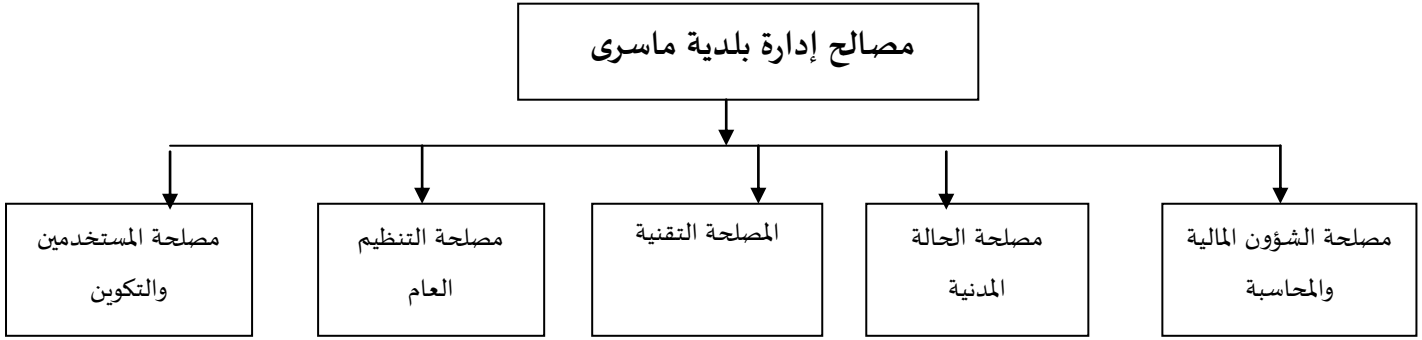 مصالح إدارة بلدية ماسرى
مصلحة الشؤون المالية
والمحاسبة
مصلحة الحالة
المدنية
المصلحة التقنية
مصلحة التنظيم
العام
مصلحة المستخدمين
والتكوين